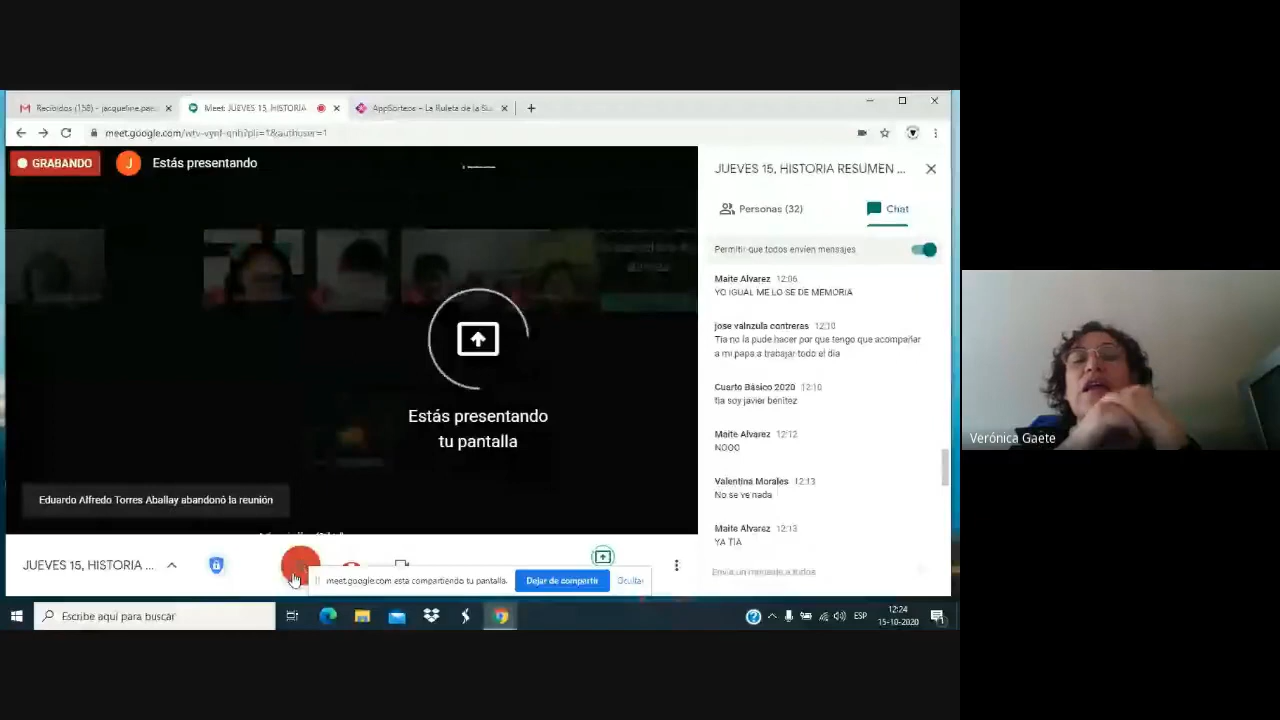 Recibidos (158) - jacqueline.pae
Meet: JUEVES 15, HISTORIA
AppSorteos - La Ruleta de la Su
GRABANDO
J
Estás presentando
JUEVES 15, HISTORIA RESUMEN ...
Personas (32)
Chat
Permitir que todos envíen mensajes
Maite Alvarez 12:06
YO IGUAL ME LO SE DE MEMORIA
jose valnzula contreras 12:10
Tia no la pude hacer por que tengo que acompañar
a mi papa a trabajar todo el dia
Cuarto Básico 2020 12:10
tia soy javier benitez
Maite Alvarez 12:12
NOOO
Valentina Morales 12:13
No se ve nada
Maite Alvarez 12:13
YA TIA
Envía un mensaje a todos
Estás presentando
tu pantalla
Eduardo Alfredo Torres Aballay abandonó la reunión
JUEVES 15, HISTORIA ...
meet.google.com está compartiendo tu pantalla.
Dejar de compartir
Ocultar
Escribe aquí para buscar
ESP
12:24
15-10-2020
Verónica Gaete